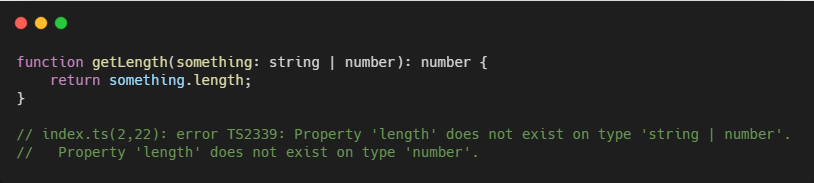 function getLength(something: string | number): number {
    return something.length;
}
// index.ts(2,22): error TS2339: Property 'length' does not exist on type 'string | number'.
//   Property 'length' does not exist on type 'number'.